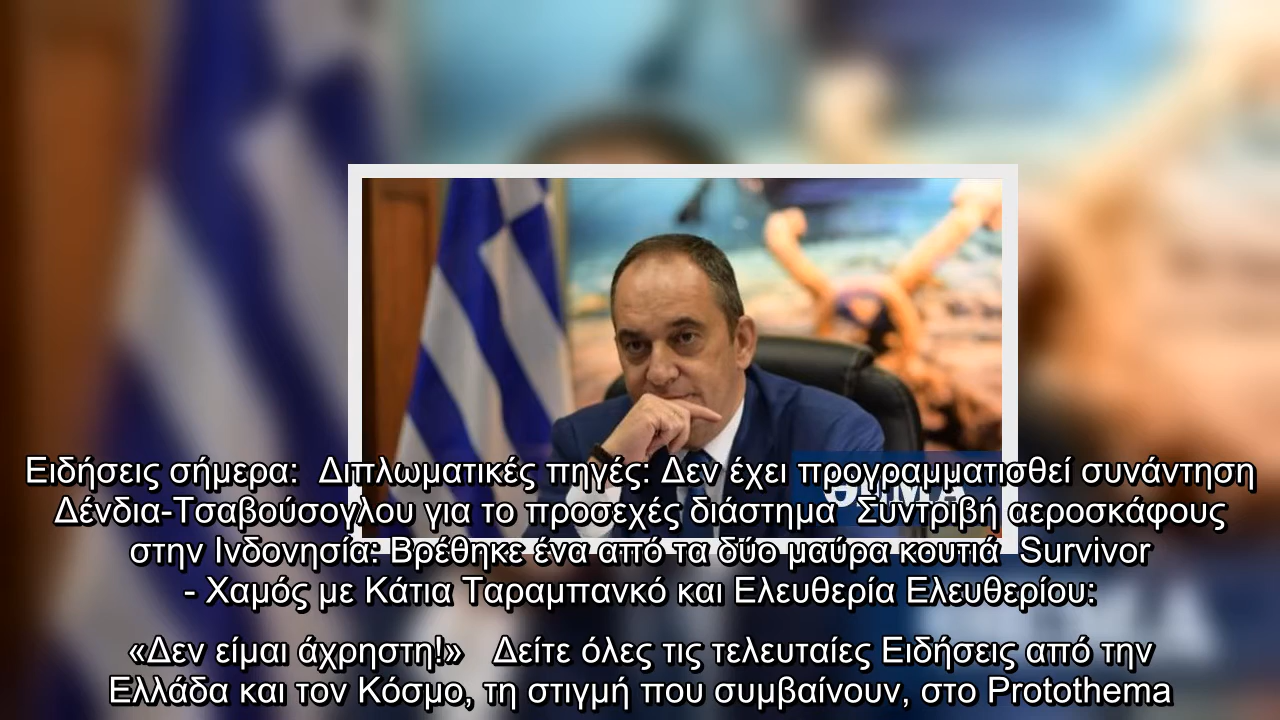 Ειδήσεις σήμερα: Διπλωματικές πηγές: Δεν έχει προγραμματισθεί συνάντηση
Δένδια-Τσαβούσογλου για το προσεχές διάστημα Συντριβή αεροσκάφους
στην Ινδονησία: Βρέθηκε ένα από τα δύο μαύρα κουτιά Survivor
- Χαμός με Κάτια Ταραμπανκό και Ελευθερία Ελευθερίου:
«Δεν είμαι άχρηστη!» Δείτε όλες τις τελευταίες Ειδήσεις από την
Ελλάδα και τον Κόσμο, τη στιγμή που συμβαίνουν, στο Protothema